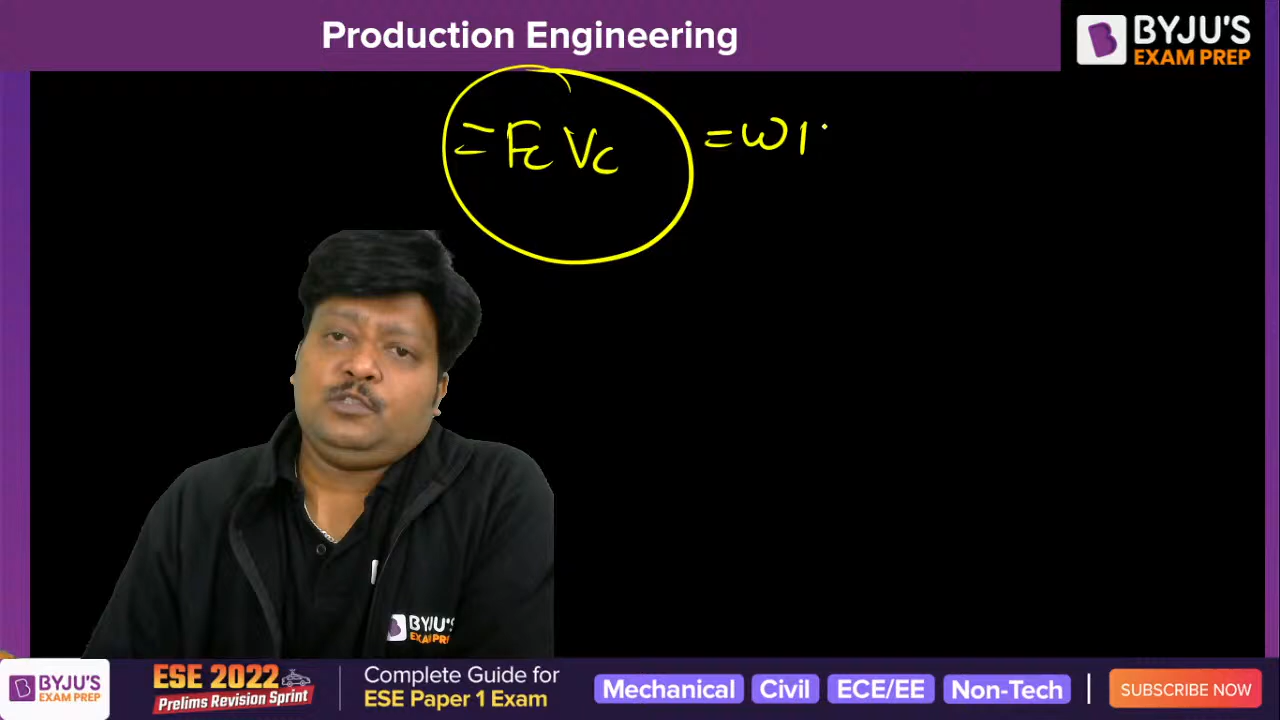 Production Engineering
BYJU'S
EXAM PREP
= Fc Vc = W
BYJU'S
EXAM PRE
BYJU'S
EXAM PREP
ESE 2022
Prelims Revision Sprint
Complete Guide for
ESE Paper 1 Exam
Mechanical
Civil
ECE/EE
Non-Tech
SUBSCRIBE NOW